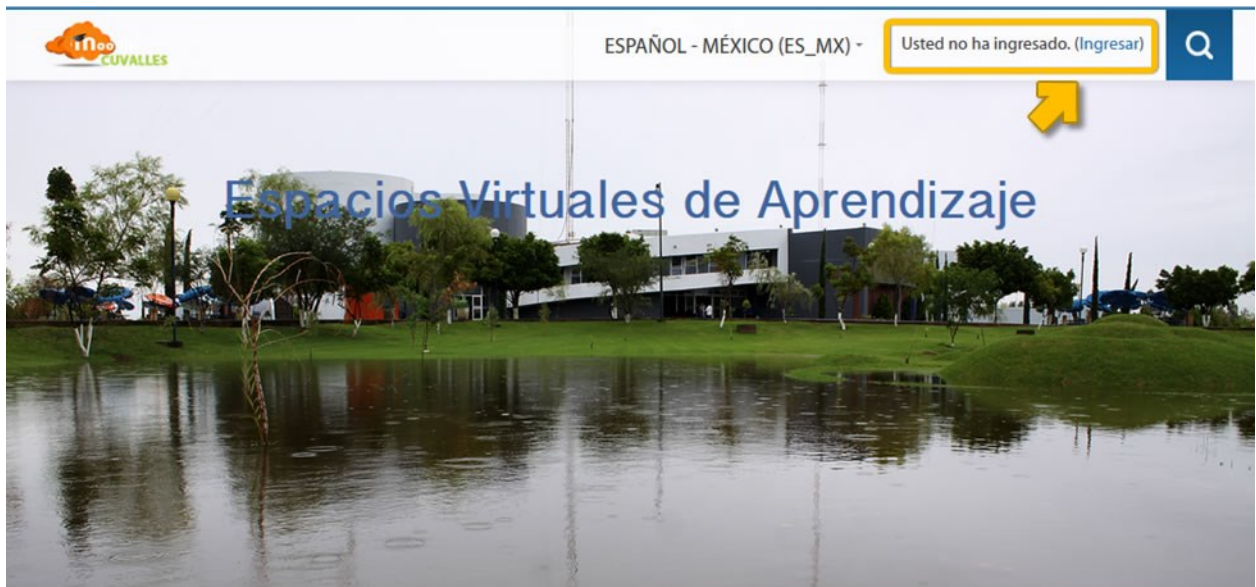 CUVALLES
ESPAÑOL - MÉXICO (ES_MX)
Usted no ha ingresado. (Ingresar)
Espacios Virtuales de Aprendizaje